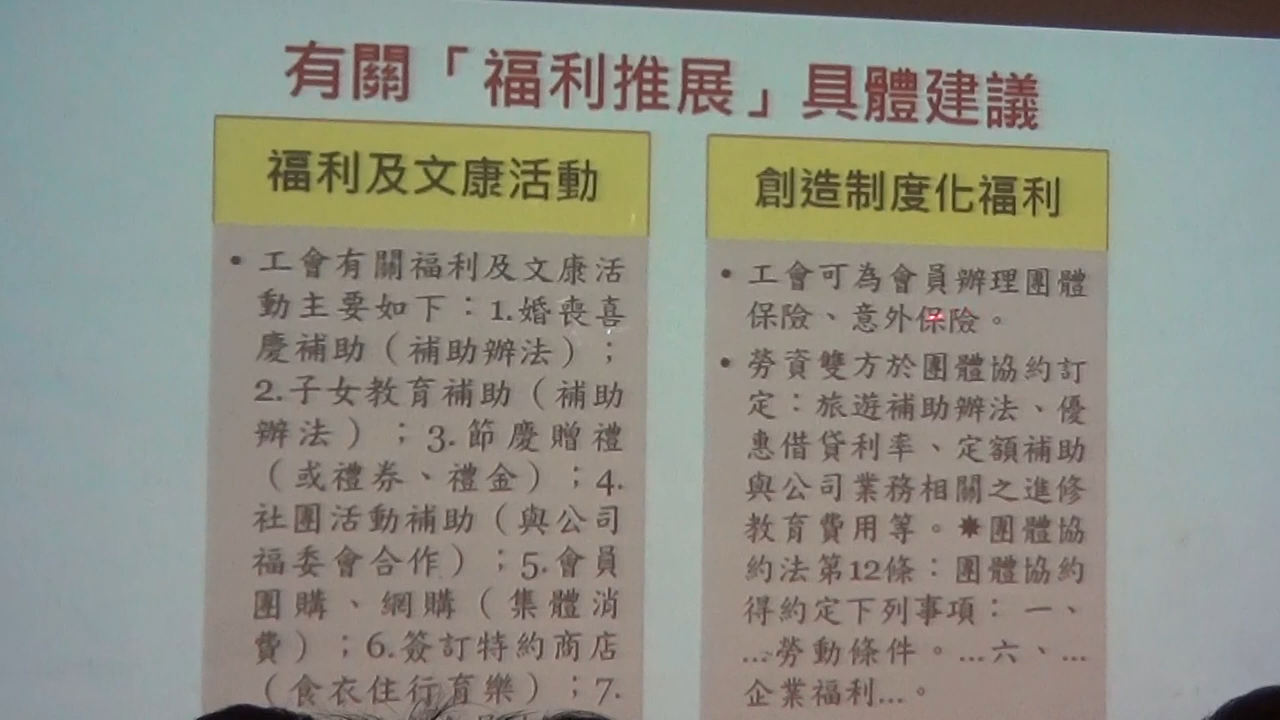 有關「福利推展」具體建議
福利及文康活動
• 工會有關福利及文康活
動主要如下：1.婚喪喜
慶補助（補助辦法）；
2.子女教育補助（補助
辦法）；3.節慶贈禮
（或禮券、禮金）；4.
社團活動補助（與公司
福委會合作）；5.會員
團購、網購（集體消
費）；6.簽訂特約商店
（食衣住行育樂）；7.
創造制度化福利
• 工會可為會員辦理團體
保險、意外保險。
• 勞資雙方於團體協約訂
定：旅遊補助辦法、優
惠借貸利率、定額補助
與公司業務相關之進修
教育費用等。✷團體協
約法第12條：團體協約
得約定下列事項： 一、
…勞動條件。…六、…
企業福利…。